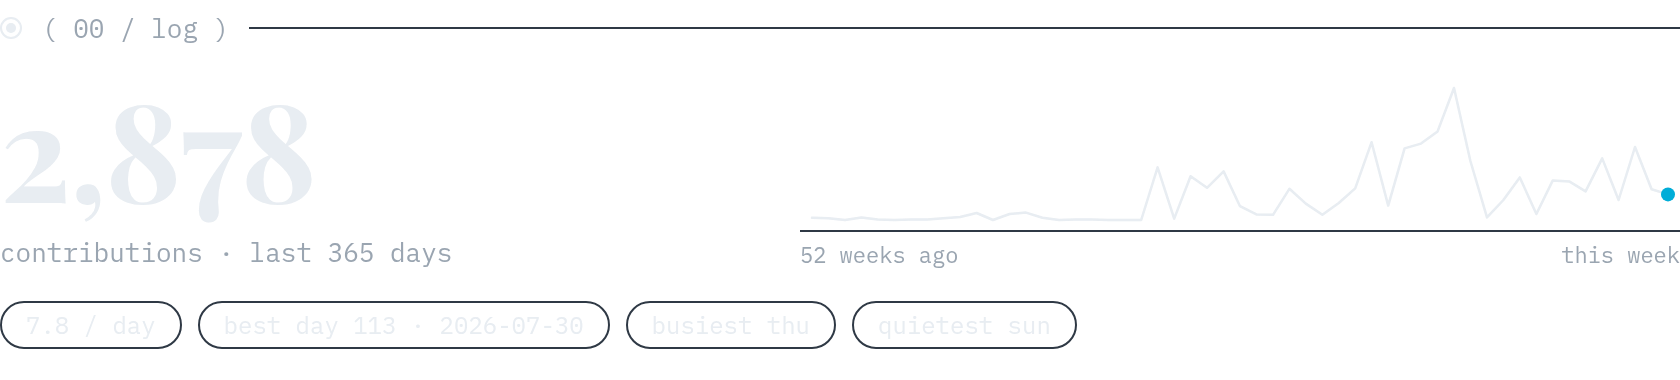 ( 00 / log )
2,878
contributions · last 365 days
52 weeks ago
this week
7.8 / day
best day 113 · 2026-07-30
busiest thu
quietest sun